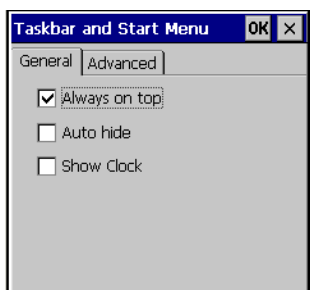 Taskbar and Start Menu OK ×
General Advanced
Always on top
Auto hide
Show Clock